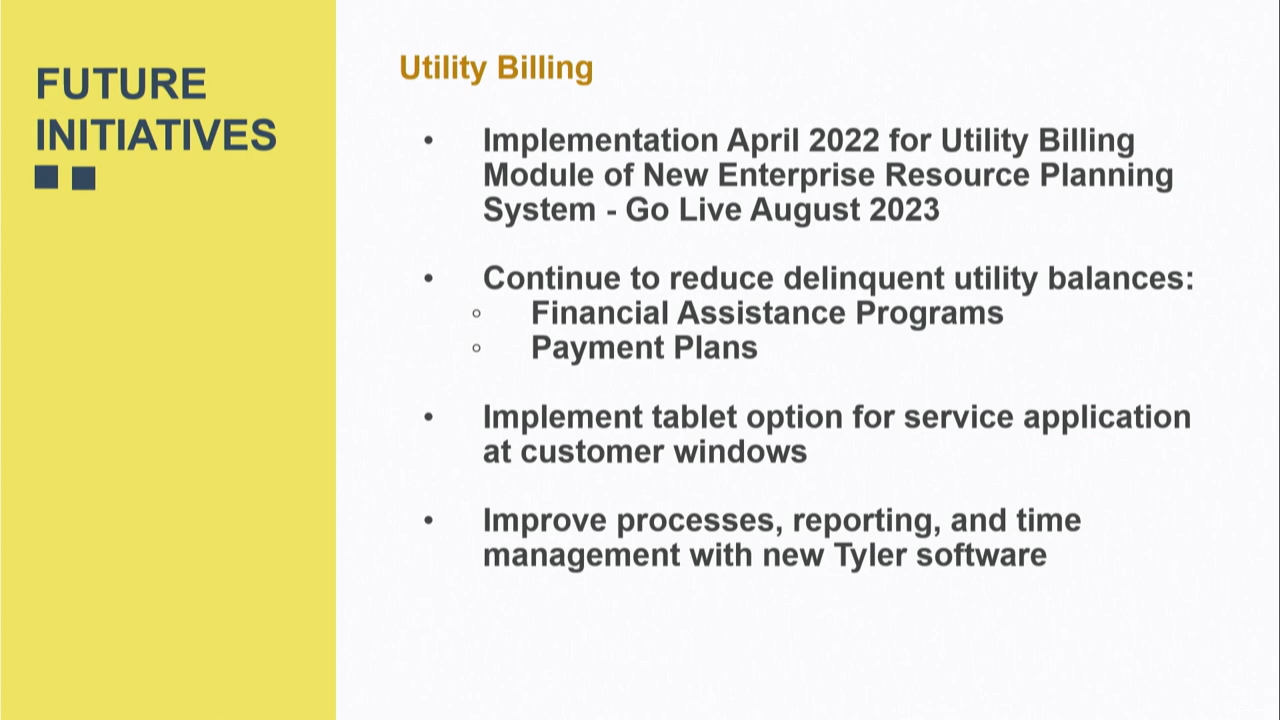 FUTURE
INITIATIVES
Utility Billing
• Implementation April 2022 for Utility Billing
Module of New Enterprise Resource Planning
System - Go Live August 2023
• Continue to reduce delinquent utility balances:
◦ Financial Assistance Programs
◦ Payment Plans
• Implement tablet option for service application
at customer windows
• Improve processes, reporting, and time
management with new Tyler software